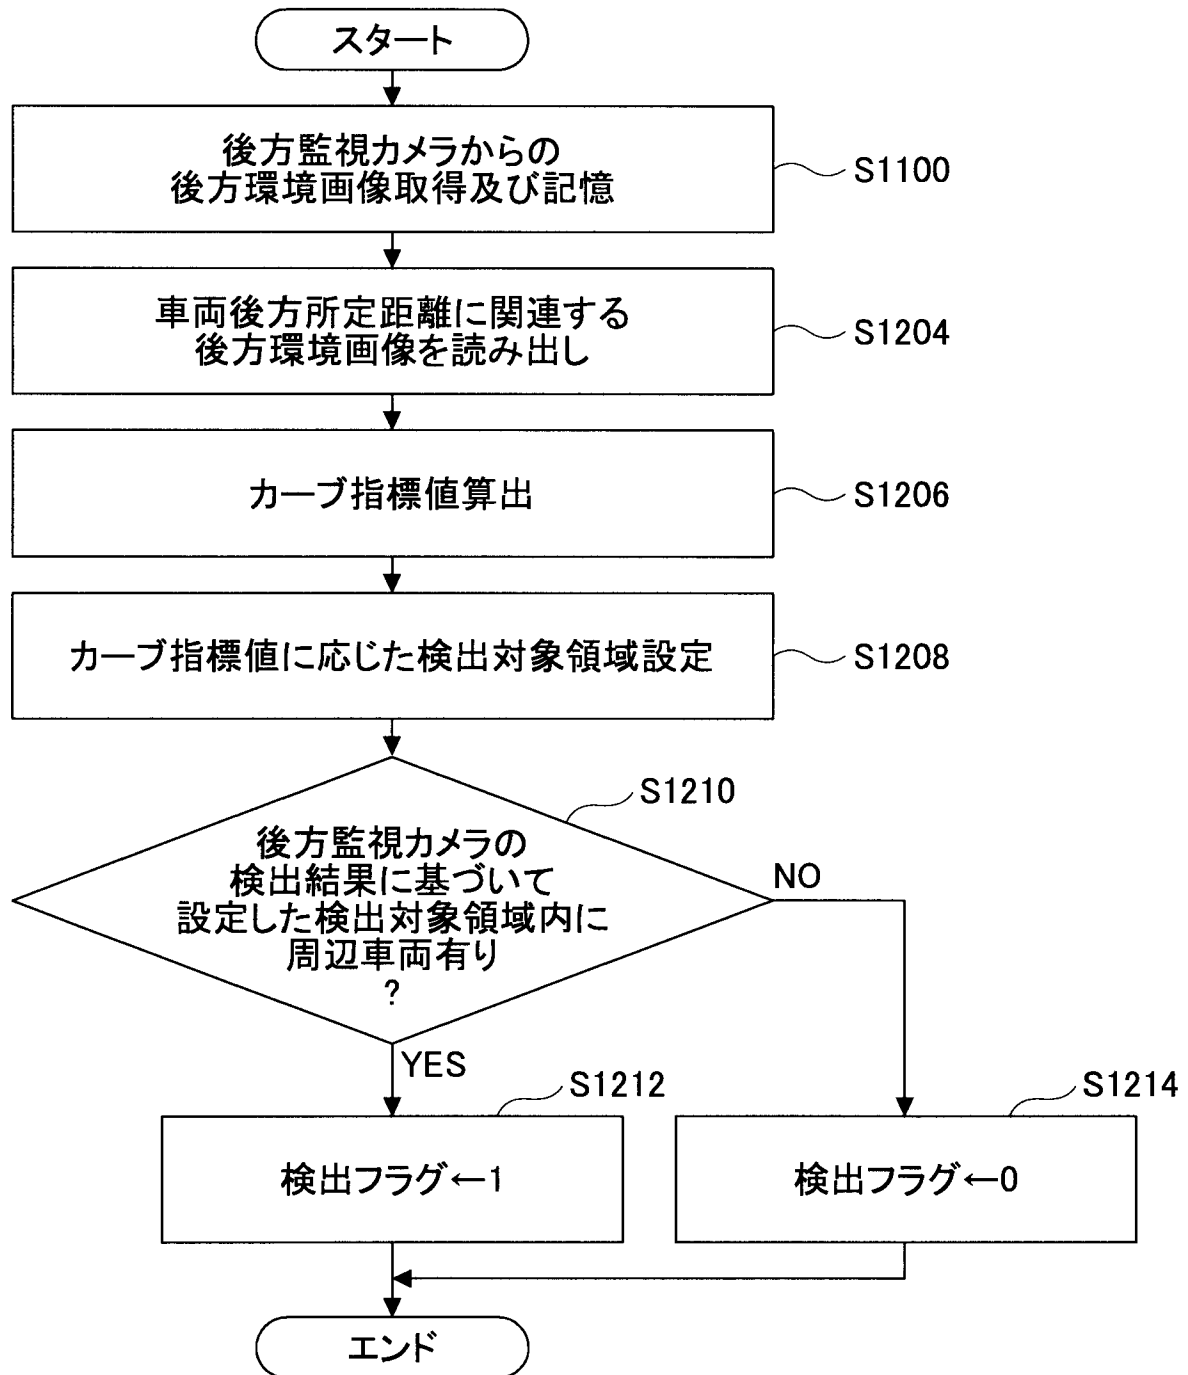 スタート
後方監視カメラからの
後方環境画像取得及び記憶
S1100
車両後方所定距離に関連する
後方環境画像を読み出し
S1204
カーブ指標値算出
S1206
カーブ指標値に応じた検出対象領域設定
S1208
S1210
後方監視カメラの
検出結果に基づいて
設定した検出対象領域内に
周辺車両有り
?
NO
YES
S1212
検出フラグ←1
S1214
検出フラグ←0
エンド